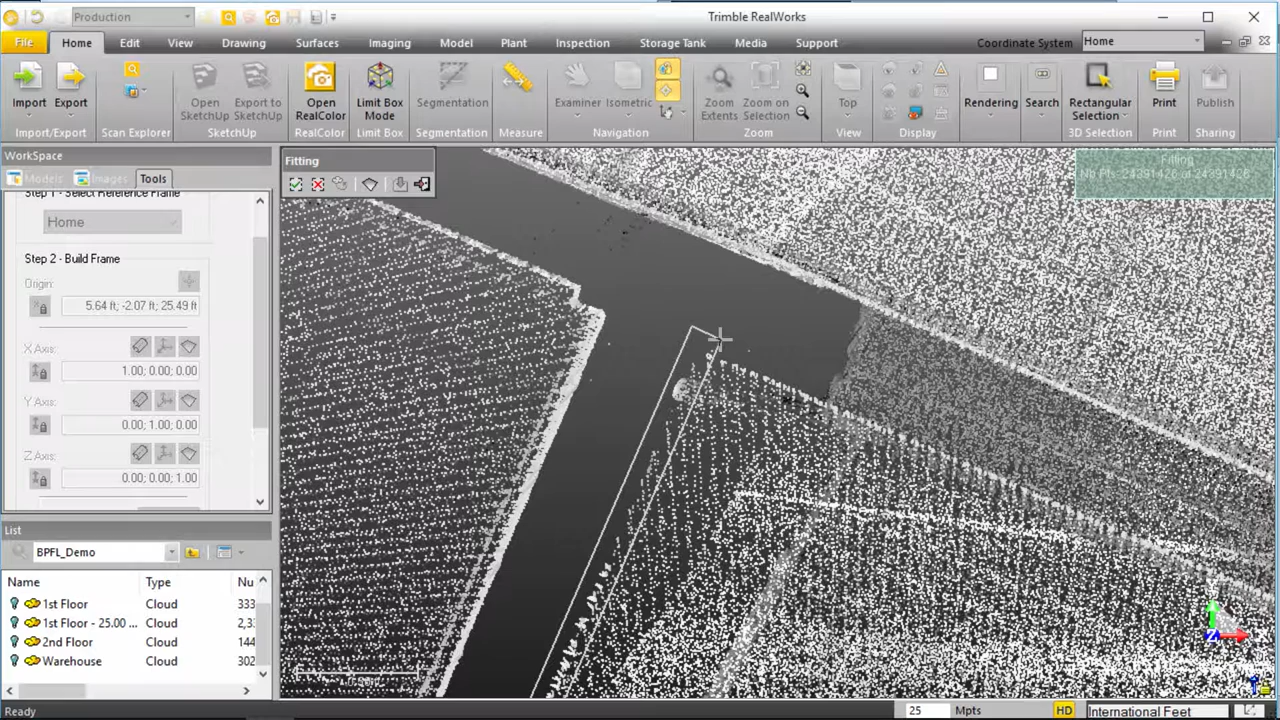 Production
Trimble RealWorks
File Home Edit View Drawing Surfaces Imaging Model Plant Inspection Storage Tank Media Support
Coordinate System Home
Import Export
Import/Export
Scan Explorer
Open SketchUp
Export to SketchUp
SketchUp
Open RealColor
RealColor
Limit Box Mode
Limit Box
Segmentation
Segmentation
Measure
Examiner Isometric
Navigation
Zoom Extents
Zoom on Selection
Zoom
Top
View
Display
Rendering
Search
Rectangular Selection
3D Selection
Print
Print
Publish
Sharing
WorkSpace
Models Images Tools
Step 1 - Select Reference Frame
Home
Step 2 - Build Frame
Origin:
5.64 ft; -2.07 ft; 25.49 ft
X Axis:
1.00; 0.00; 0.00
Y Axis:
0.00; 1.00; 0.00
Z Axis:
0.00; 0.00; 1.00
List
BPFL_Demo
Name Type Nu
1st Floor Cloud 333
1st Floor - 25.00 ... Cloud 2,3
2nd Floor Cloud 144
Warehouse Cloud 302
Fitting
Fitting
Nb Pts: 24391426 of 24391426
X
Z
Ready
25 Mpts HD International Feet